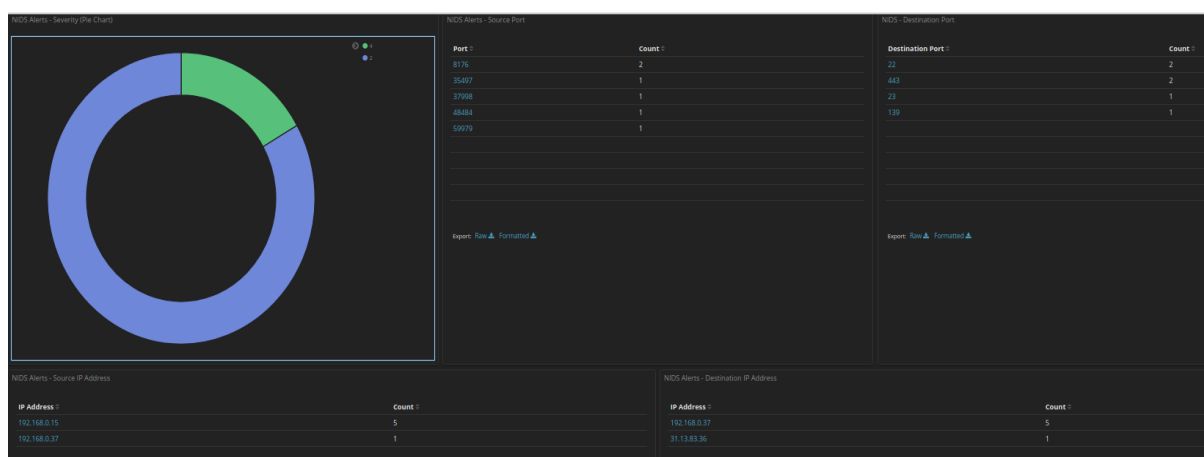 NIDS Alerts - Severity (Pie Chart)
2
NIDS Alerts - Source Port
Port Count
8176 2
35497 1
37998 1
48484 1
59979 1
Export: Raw Formatted
NIDS - Destination Port
Destination Port Count
22 2
443 2
23 1
139 1
Export: Raw Formatted
NIDS Alerts - Source IP Address
IP Address Count
192.168.0.15 5
192.168.0.37 1
NIDS Alerts - Destination IP Address
IP Address Count
192.168.0.37 5
31.13.83.36 1